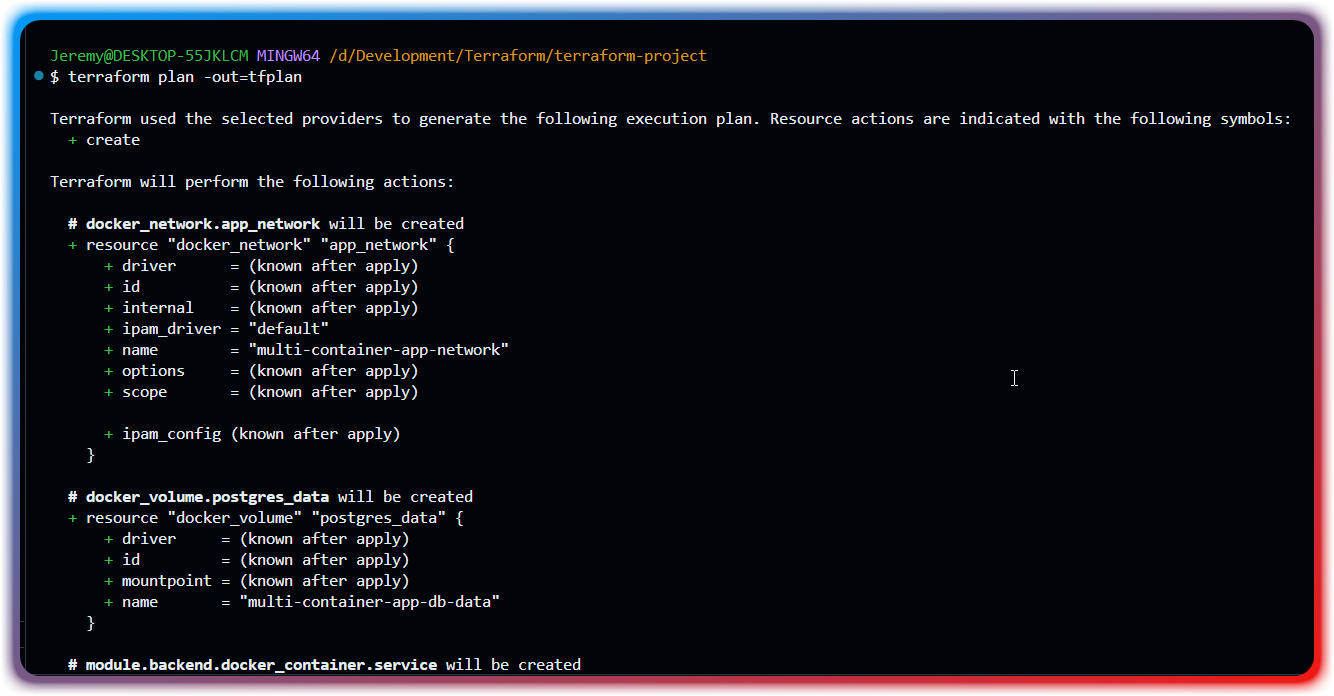 Jeremy@DESKTOP-55JKLCM MINGW64 /d/Development/Terraform/terraform-project
$ terraform plan -out=tfplan
Terraform used the selected providers to generate the following execution plan. Resource actions are indicated with the following symbols:
+ create
Terraform will perform the following actions:
# docker_network.app_network will be created
+ resource "docker_network" "app_network" {
+ driver = (known after apply)
+ id = (known after apply)
+ internal = (known after apply)
+ ipam_driver = "default"
+ name = "multi-container-app-network"
+ options = (known after apply)
+ scope = (known after apply)
+ ipam_config (known after apply)
}
# docker_volume.postgres_data will be created
+ resource "docker_volume" "postgres_data" {
+ driver = (known after apply)
+ id = (known after apply)
+ mountpoint = (known after apply)
+ name = "multi-container-app-db-data"
}
# module.backend.docker_container.service will be created